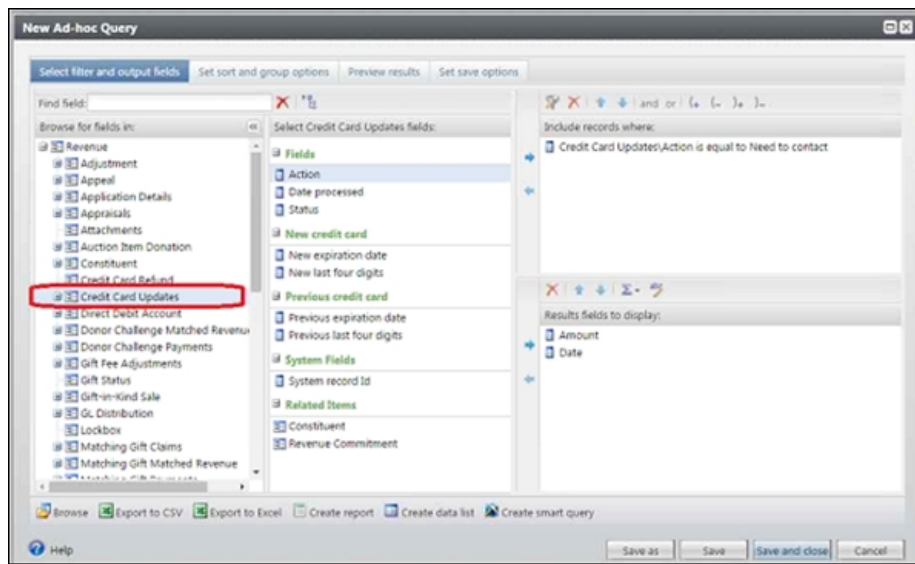 New Ad-hoc Query
Select filter and output fields
Set sort and group options
Preview results
Set save options
Find field:
Browse for fields in:
Revenue
Adjustment
Appeal
Application Details
Appraisals
Attachments
Auction Item Donation
Constituent
Credit Card Refund
Credit Card Updates
Direct Debit Account
Donor Challenge Matched Revenue
Donor Challenge Payments
Gift Fee Adjustments
Gift Status
Gift-in-Kind Sale
GL Distribution
Lockbox
Matching Gift Claims
Matching Gift Matched Revenue
Select Credit Card Updates fields:
Fields
Action
Date processed
Status
New credit card
New expiration date
New last four digits
Previous credit card
Previous expiration date
Previous last four digits
System Fields
System record Id
Related Items
Constituent
Revenue Commitment
and or (+ (- )+ )-
Include records where:
Credit Card Updates\Action is equal to Need to contact
Results fields to display:
Amount
Date
Browse
Export to CSV
Export to Excel
Create report
Create data list
Create smart query
Help
Save as
Save
Save and close
Cancel